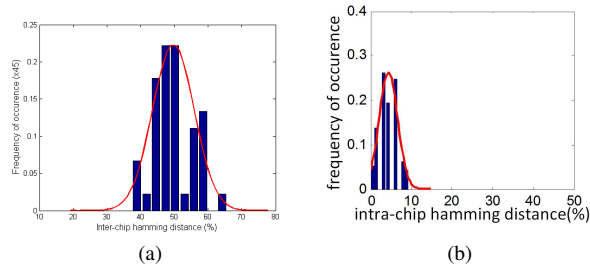 0.25
0.2
0.15
0.1
0.05
0
Frequency of occurrence (x45)
10 20 30 40 50 60 70 80
Inter-chip hamming distance (%)
(a)
0.4
0.3
0.2
0.1
0
frequency of occurence
0 10 20 30 40 50
intra-chip hamming distance(%)
(b)